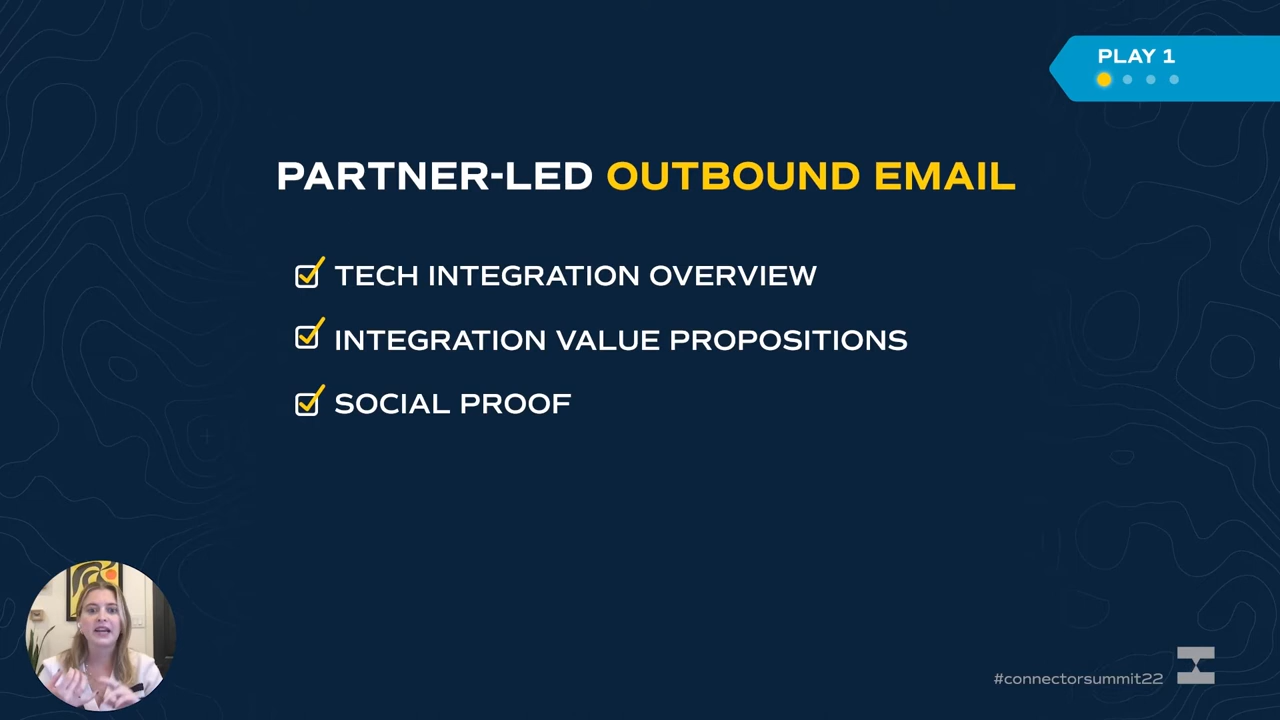 PLAY 1
PARTNER-LED OUTBOUND EMAIL
TECH INTEGRATION OVERVIEW
INTEGRATION VALUE PROPOSITIONS
SOCIAL PROOF
#connectorsummit22